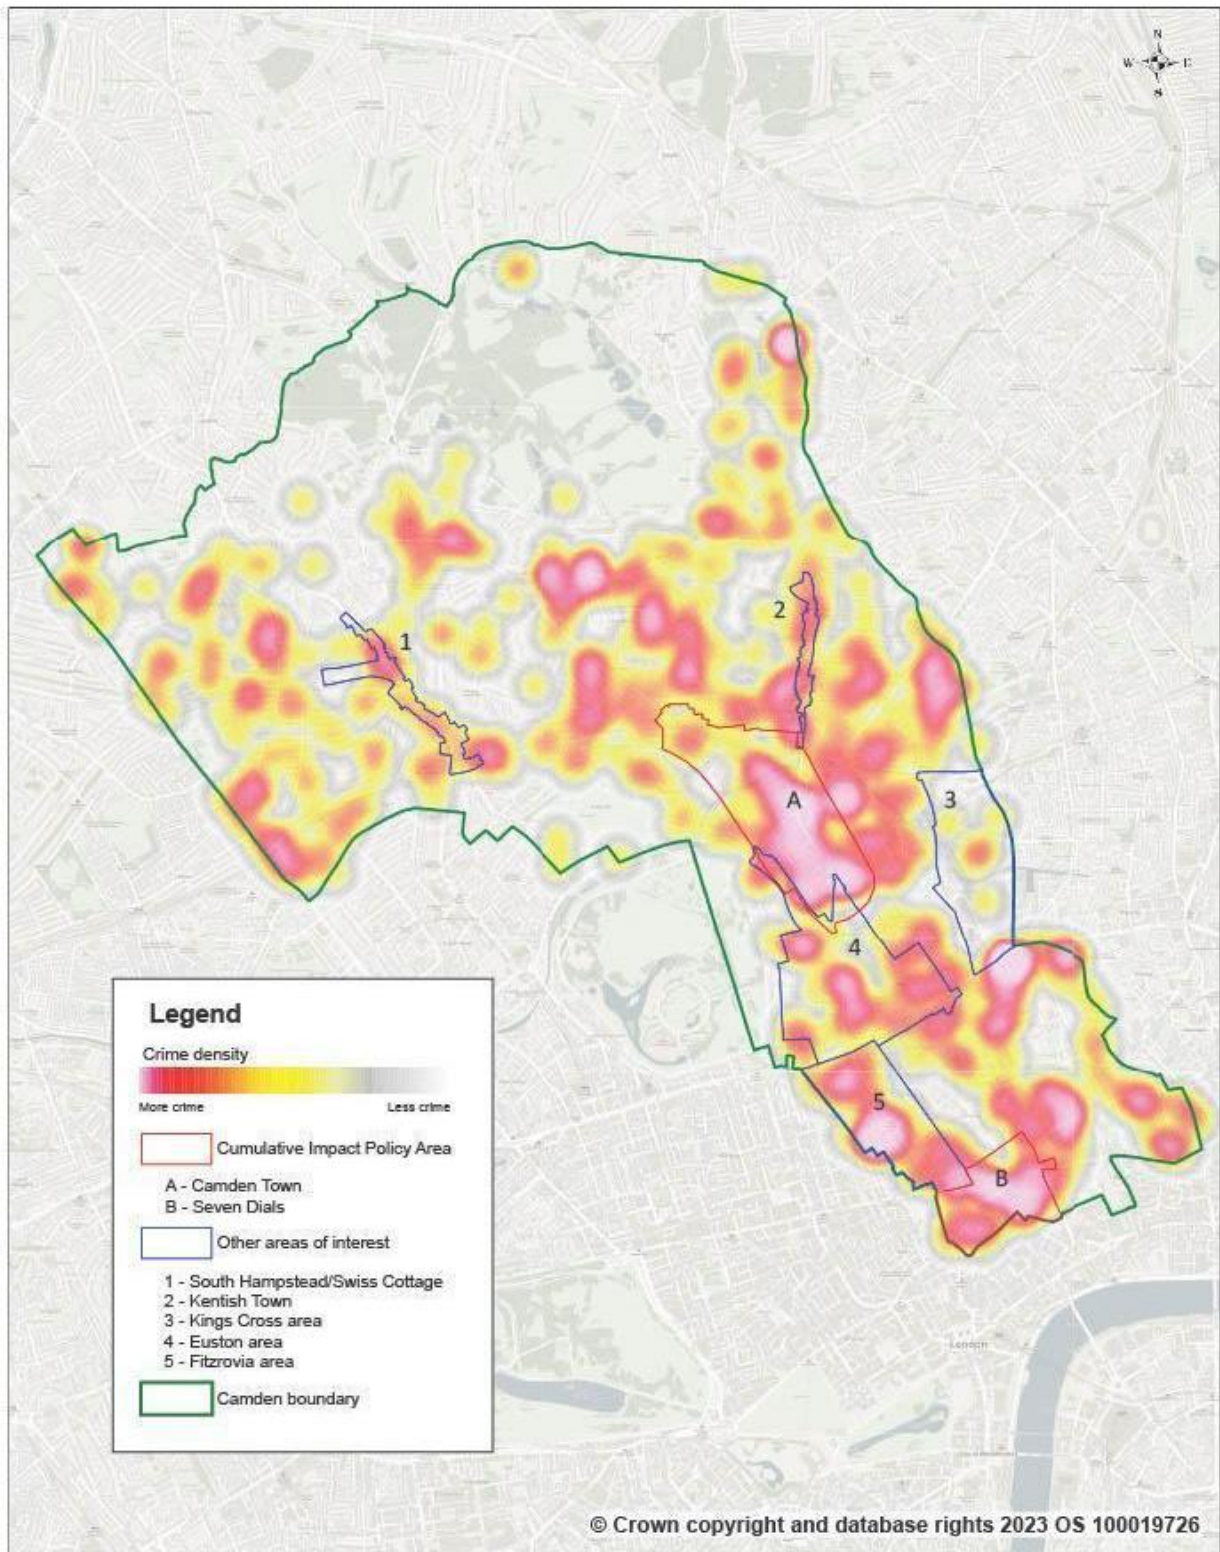 N
W E
S
1
2
3
A
4
5
B
Legend
Crime density
More crime Less crime
Cumulative Impact Policy Area
A - Camden Town
B - Seven Dials
Other areas of interest
1 - South Hampstead/Swiss Cottage
2 - Kentish Town
3 - Kings Cross area
4 - Euston area
5 - Fitzrovia area
Camden boundary
London
© Crown copyright and database rights 2023 OS 100019726